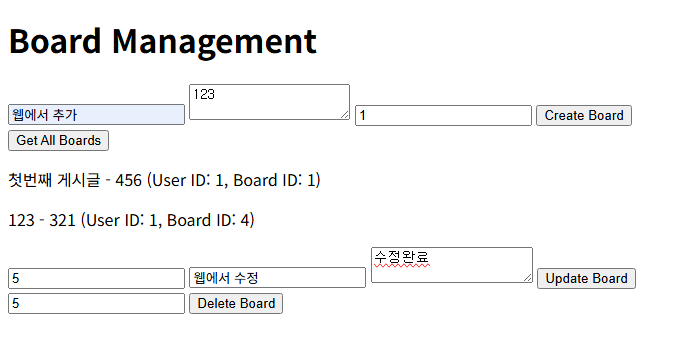 Board Management
웹에서 추가 123 1 Create Board
Get All Boards
첫번째 게시글 - 456 (User ID: 1, Board ID: 1)
123 - 321 (User ID: 1, Board ID: 4)
5 웹에서 수정 수정완료 Update Board
5 Delete Board